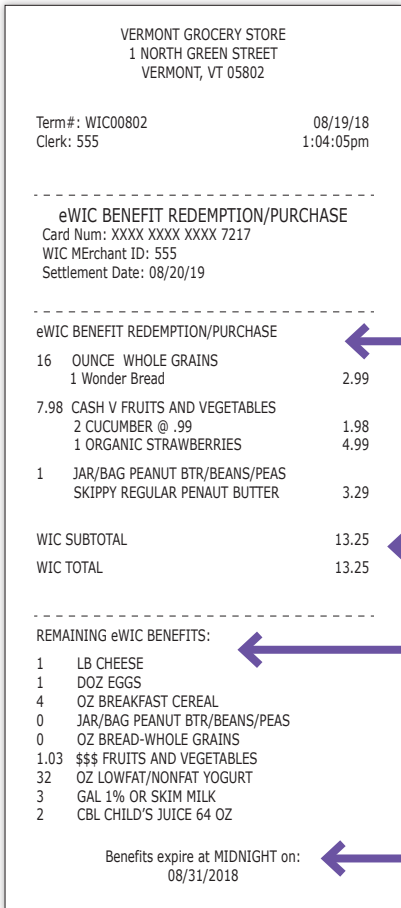 VERMONT GROCERY STORE
1 NORTH GREEN STREET
VERMONT, VT 05802
Term#: WIC00802 08/19/18
Clerk: 555 1:04:05pm
eWIC BENEFIT REDEMPTION/PURCHASE
Card Num: XXXX XXXX XXXX 7217
WIC MErchant ID: 555
Settlement Date: 08/20/19
eWIC BENEFIT REDEMPTION/PURCHASE
16 OUNCE WHOLE GRAINS
1 Wonder Bread 2.99
7.98 CASH V FRUITS AND VEGETABLES
2 CUCUMBER @ .99 1.98
1 ORGANIC STRAWBERRIES 4.99
1 JAR/BAG PEANUT BTR/BEANS/PEAS
SKIPPY REGULAR PENAUT BUTTER 3.29
WIC SUBTOTAL 13.25
WIC TOTAL 13.25
REMAINING eWIC BENEFITS:
1 LB CHEESE
1 DOZ EGGS
4 OZ BREAKFAST CEREAL
0 JAR/BAG PEANUT BTR/BEANS/PEAS
0 OZ BREAD-WHOLE GRAINS
1.03 $$$ FRUITS AND VEGETABLES
32 OZ LOWFAT/NONFAT YOGURT
3 GAL 1% OR SKIM MILK
2 CBL CHILD'S JUICE 64 OZ
Benefits expire at MIDNIGHT on:
08/31/2018